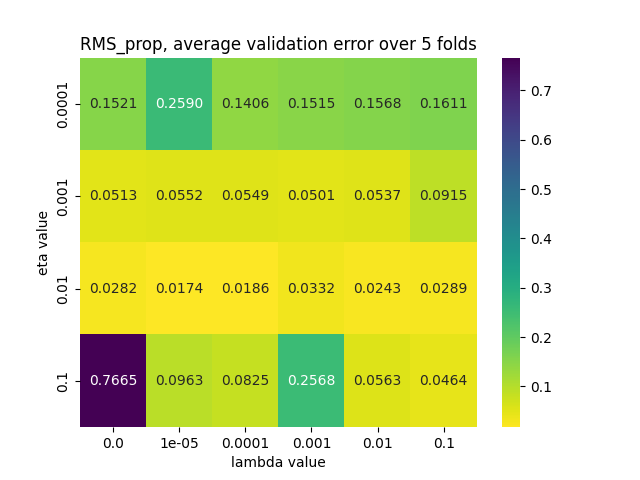 RMS_prop, average validation error over 5 folds
eta value
0.0001 0.1521 0.2590 0.1406 0.1515 0.1568 0.1611
0.001 0.0513 0.0552 0.0549 0.0501 0.0537 0.0915
0.01 0.0282 0.0174 0.0186 0.0332 0.0243 0.0289
0.1 0.7665 0.0963 0.0825 0.2568 0.0563 0.0464
0.0 1e-05 0.0001 0.001 0.01 0.1
lambda value
0.7
0.6
0.5
0.4
0.3
0.2
0.1